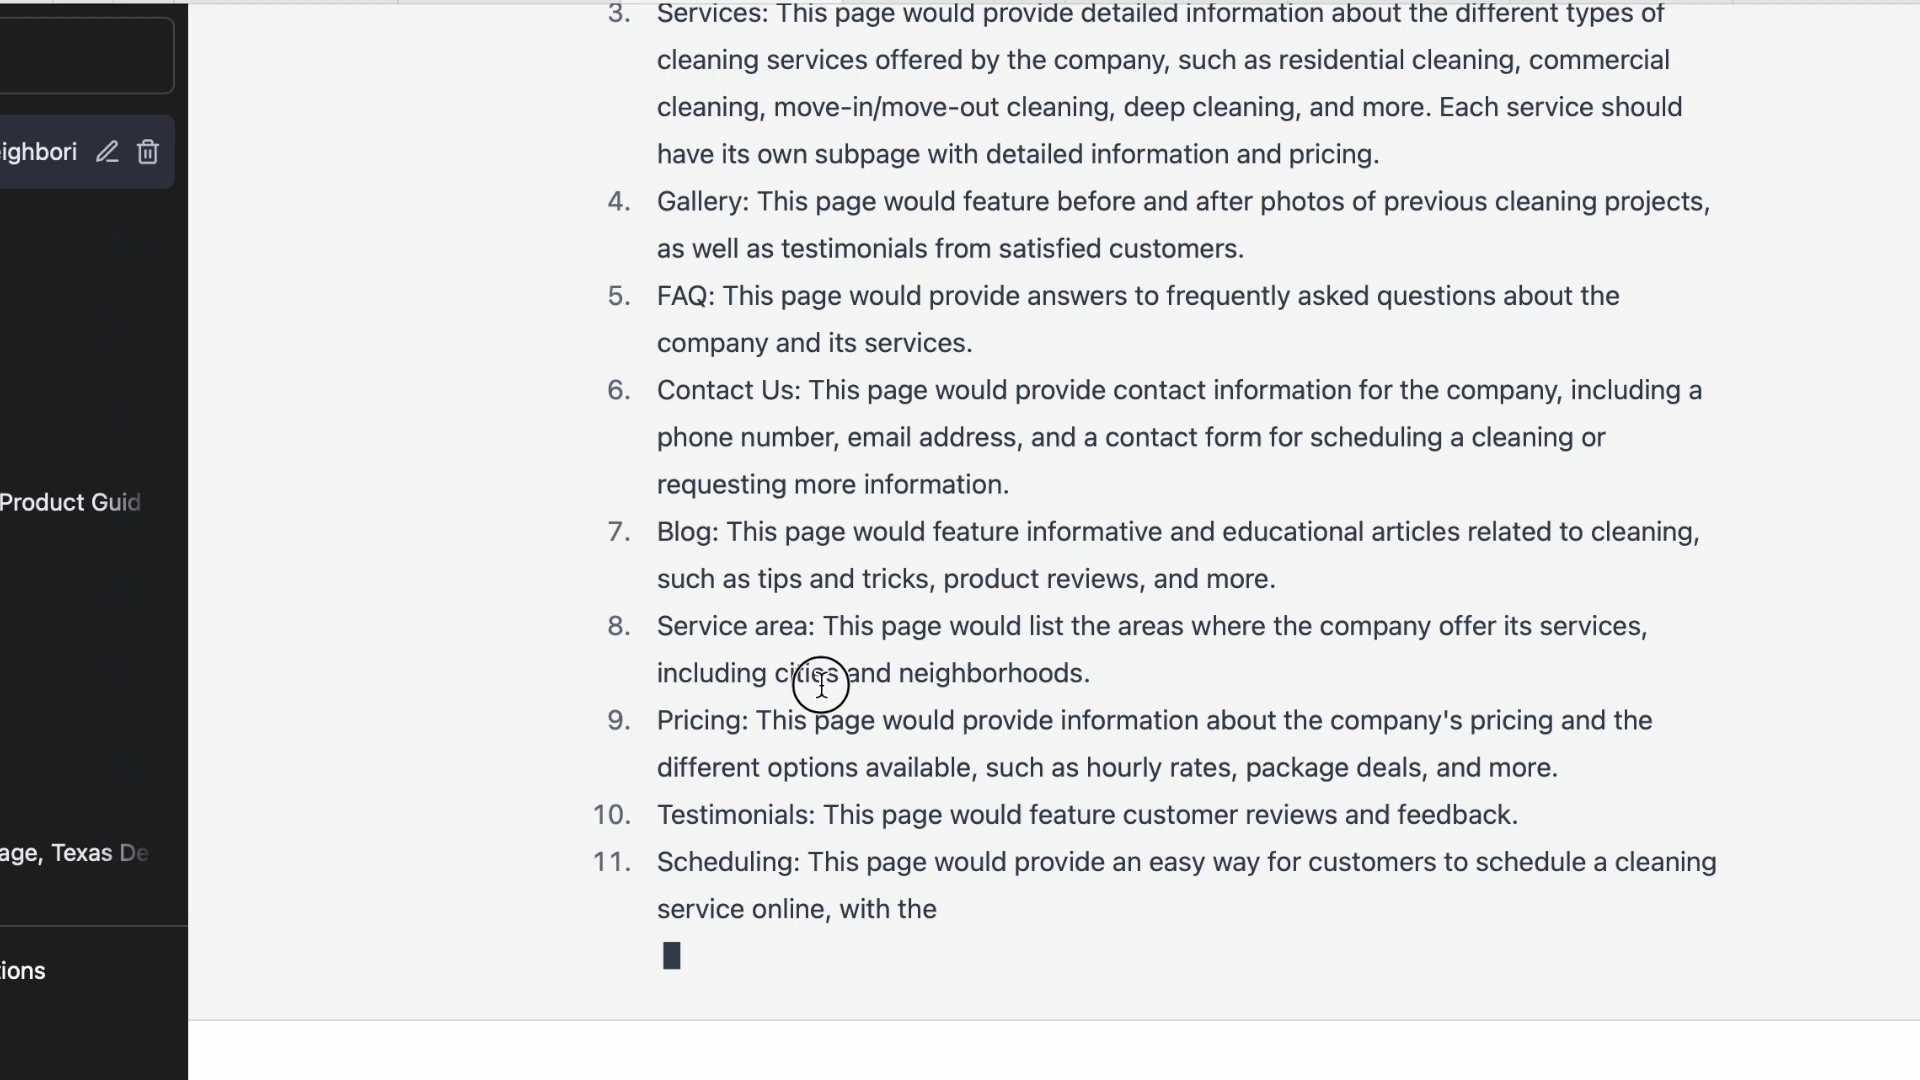 3. Services: This page would provide detailed information about the different types of
cleaning services offered by the company, such as residential cleaning, commercial
cleaning, move-in/move-out cleaning, deep cleaning, and more. Each service should
have its own subpage with detailed information and pricing.
4. Gallery: This page would feature before and after photos of previous cleaning projects,
as well as testimonials from satisfied customers.
5. FAQ: This page would provide answers to frequently asked questions about the
company and its services.
6. Contact Us: This page would provide contact information for the company, including a
phone number, email address, and a contact form for scheduling a cleaning or
requesting more information.
7. Blog: This page would feature informative and educational articles related to cleaning,
such as tips and tricks, product reviews, and more.
8. Service area: This page would list the areas where the company offer its services,
including cities and neighborhoods.
9. Pricing: This page would provide information about the company's pricing and the
different options available, such as hourly rates, package deals, and more.
10. Testimonials: This page would feature customer reviews and feedback.
11. Scheduling: This page would provide an easy way for customers to schedule a cleaning
service online, with the
ighbori
Product Guid
age, Texas De
tions